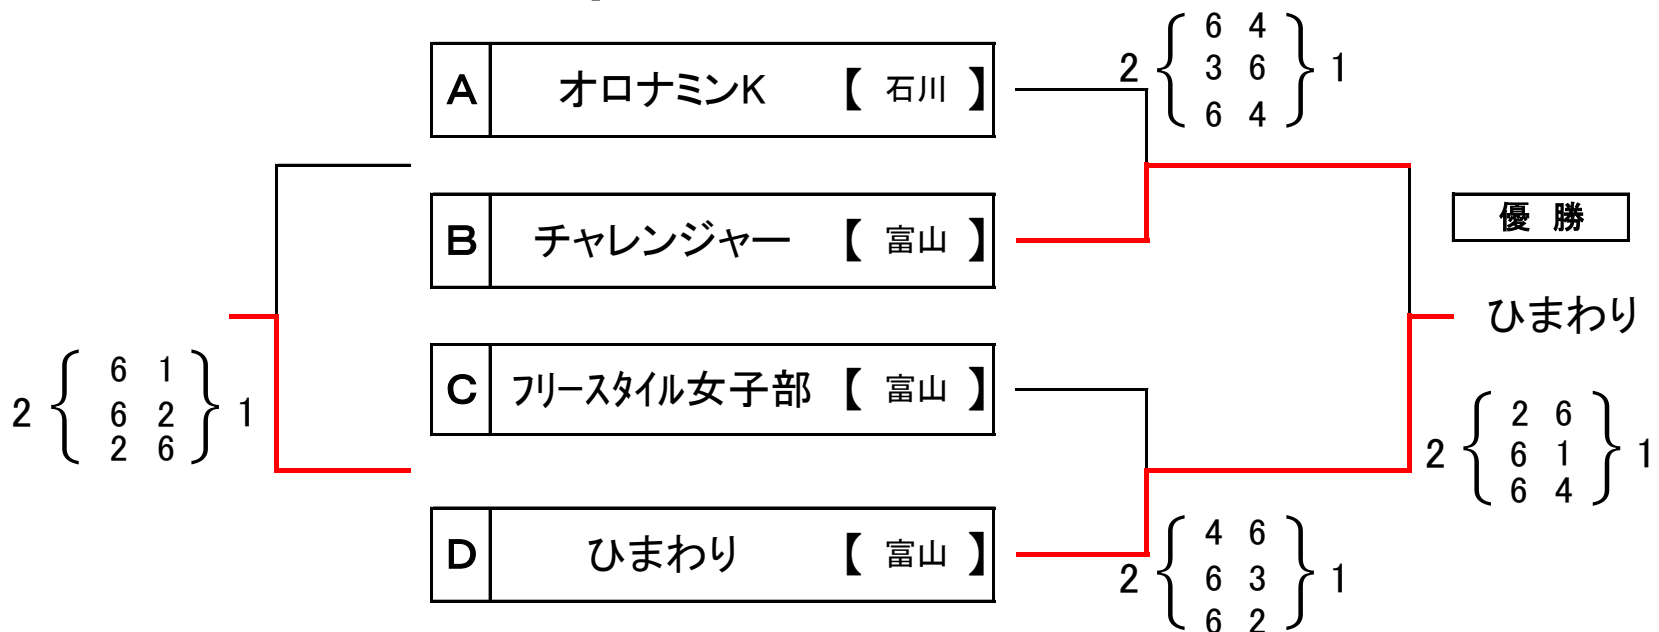 A オロナミンK 【 石川 】
B チャレンジャー 【 富山 】
C フリースタイル女子部 【 富山 】
D ひまわり 【 富山 】
2 { 6 4 } 1
3 6
6 4
優 勝
ひまわり
2 { 6 1 } 1
6 2
2 6
2 { 2 6 } 1
6 1
6 4
2 { 4 6 } 1
6 3
6 2